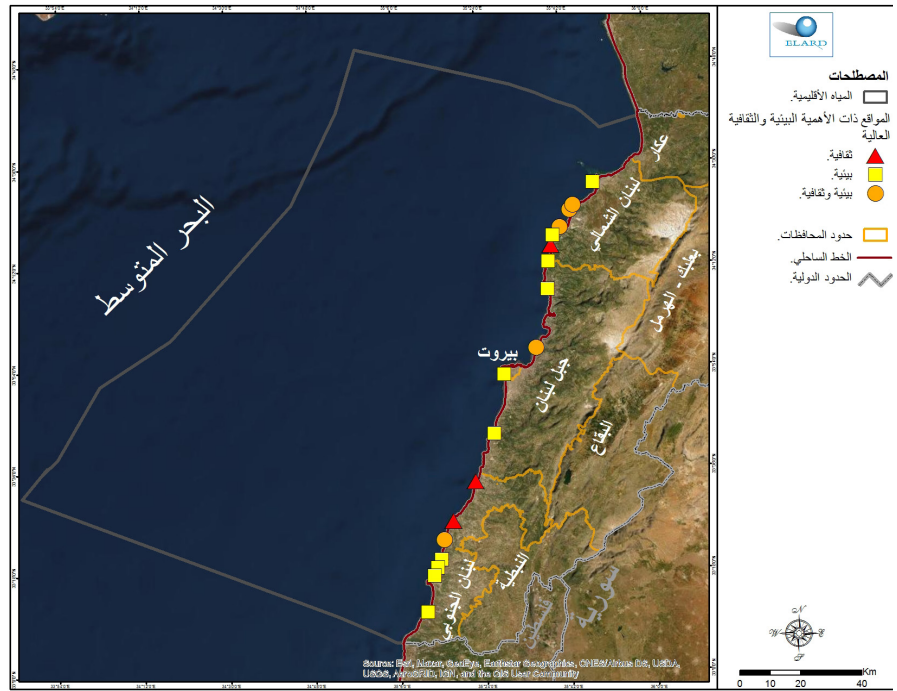 ELARD
المصطلحات
المياه الأقليمية.
المواقع ذات الأهمية البيئية والثقافية
العالية
ثقافية.
بيئية.
بيئية وثقافية.
حدود المحافظات.
الخط الساحلي.
الحدود الدولية.
عكار
لبنان الشمالي
بعلبك - الهرمل
البحر المتوسط
بيروت
جبل لبنان
البقاع
النبطية
لبنان الجنوبي
فلسطين
سورية
Source: Esri, Maxar, GeoEye, Earthstar Geographics, CNES/Airbus DS, USDA,
USGS, AeroGRID, IGN, and the GIS User Community
N
W
E
0 10 20 40 Km